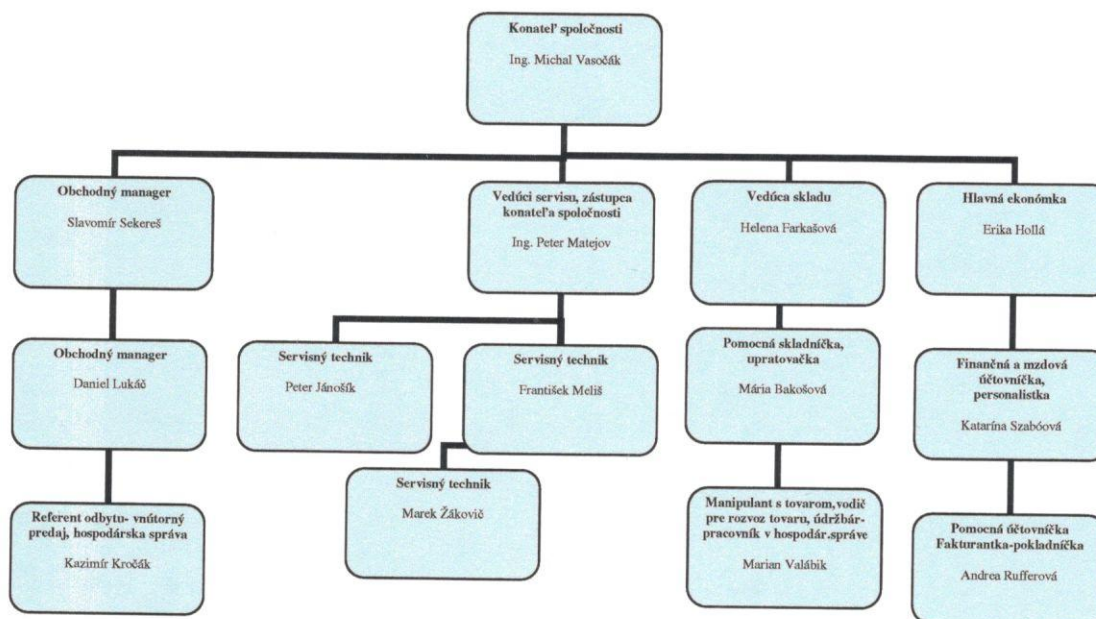 Konateľ spoločnosti
Ing. Michal Vasočák
Obchodný manager
Slavomír Sekereš
Vedúci servisu, zástupca
konateľa spoločnosti
Ing. Peter Matejov
Vedúca skladu
Helena Farkašová
Hlavná ekonómka
Erika Hollá
Obchodný manager
Daniel Lukáč
Servisný technik
Peter Jánošík
Servisný technik
František Meliš
Pomocná skladníčka,
upratovačka
Mária Bakošová
Finančná a mzdová
účtovníčka,
personalistka
Katarína Szabóová
Referent odbytu- vnútorný
predaj, hospodárska správa
Kazimír Kročák
Servisný technik
Marek Žákovič
Manipulant s tovarom,vodič
pre rozvoz tovaru, údržbár-
pracovník v hospodár.správe
Marian Valábik
Pomocná účtovníčka
Fakturantka-pokladníčka
Andrea Rufferová